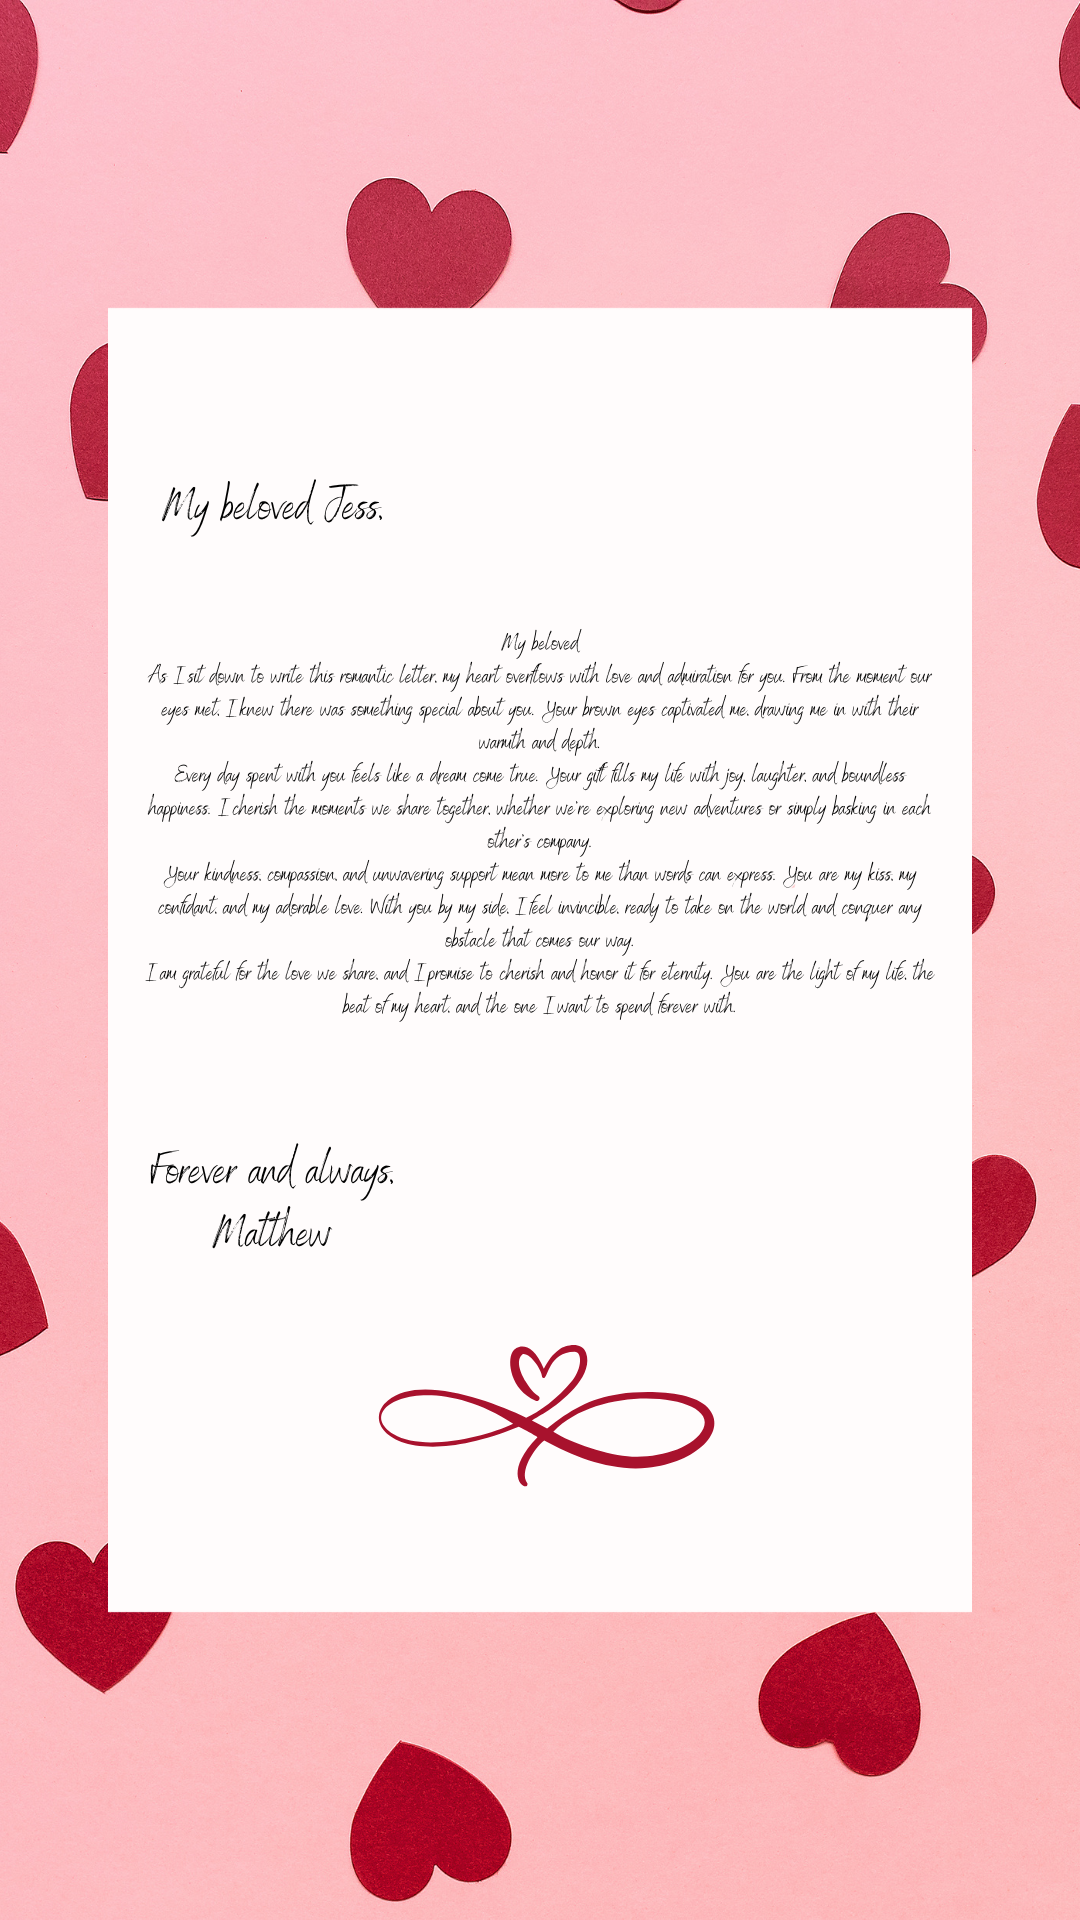 My beloved Jess,
My beloved
As I sit down to write this romantic letter, my heart overflows with love and admiration for you. From the moment our
eyes met, I knew there was something special about you. Your brown eyes captivated me, drawing me in with their
warmth and depth.
Every day spent with you feels like a dream come true. Your gift fills my life with joy, laughter, and boundless
happiness. I cherish the moments we share together, whether we're exploring new adventures or simply basking in each
other's company.
Your kindness, compassion, and unwavering support mean more to me than words can express. You are my kiss, my
confidant, and my adorable love. With you by my side, I feel invincible, ready to take on the world and conquer any
obstacle that comes our way.
I am grateful for the love we share, and I promise to cherish and honor it for eternity. You are the light of my life, the
beat of my heart, and the one I want to spend forever with.
Forever and always,
Matthew